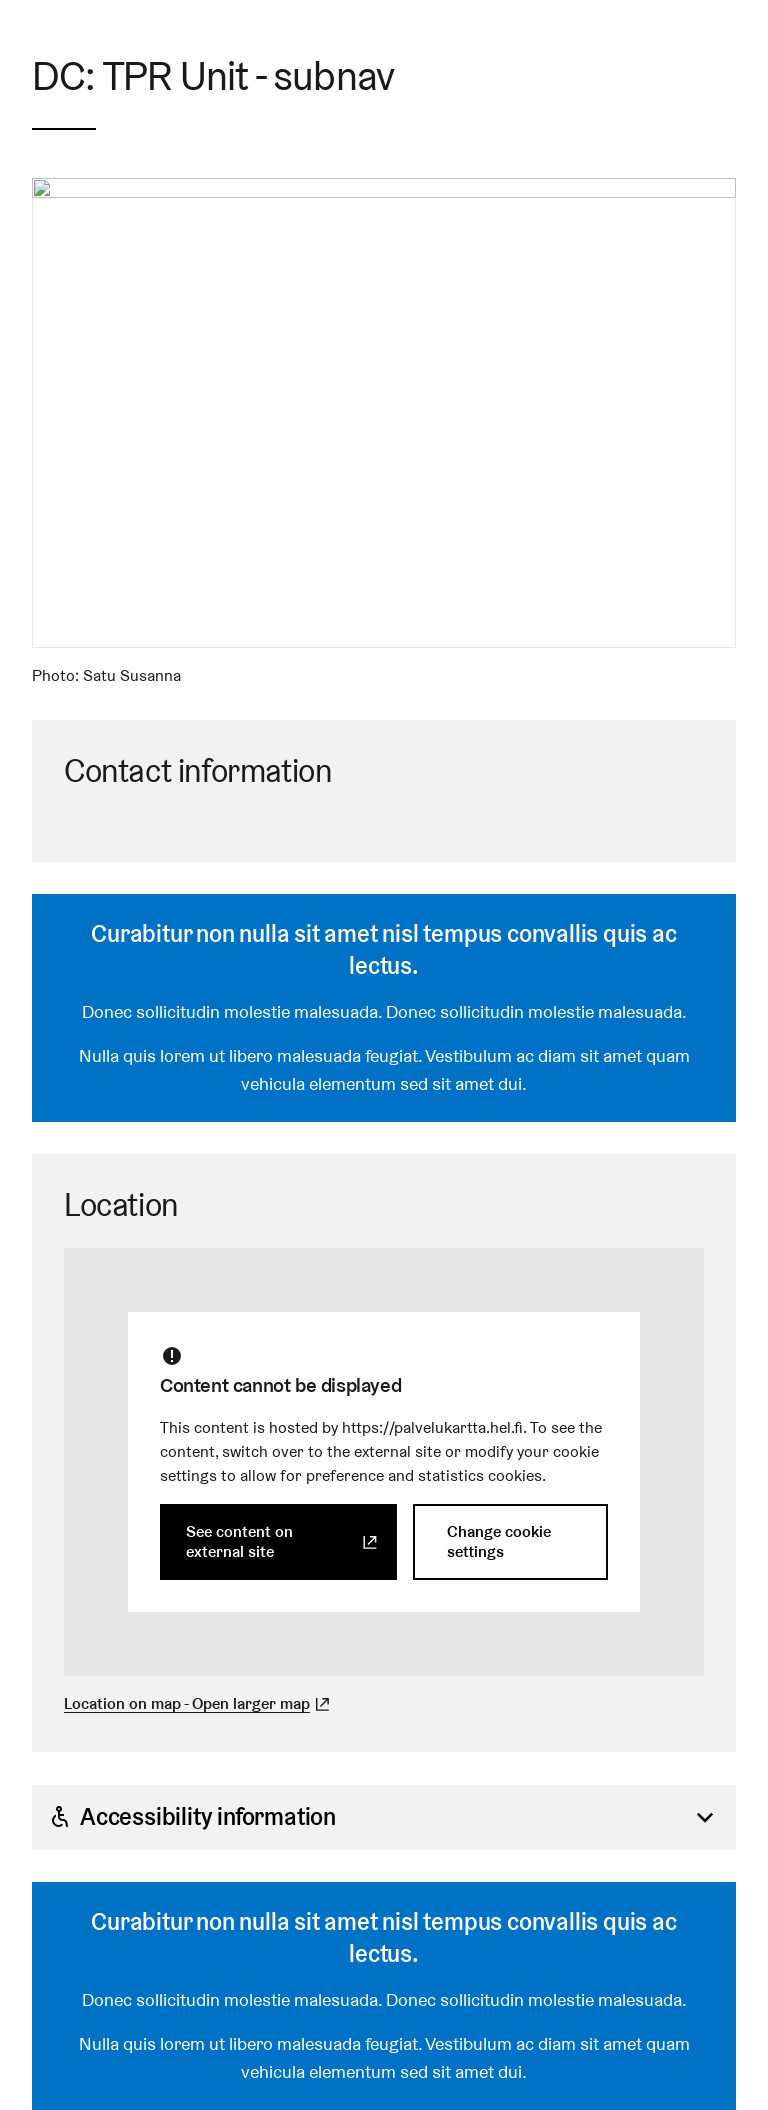 DC: TPR Unit - subnav
Photo: Satu Susanna
Contact information
Curabitur non nulla sit amet nisl tempus convallis quis ac
lectus.
Donec sollicitudin molestie malesuada. Donec sollicitudin molestie malesuada.
Nulla quis lorem ut libero malesuada feugiat. Vestibulum ac diam sit amet quam
vehicula elementum sed sit amet dui.
Location
Content cannot be displayed
This content is hosted by https://palvelukartta.hel.fi. To see the
content, switch over to the external site or modify your cookie
settings to allow for preference and statistics cookies.
See content on
external site
Change cookie
settings
Location on map - Open larger map
Accessibility information
Curabitur non nulla sit amet nisl tempus convallis quis ac
lectus.
Donec sollicitudin molestie malesuada. Donec sollicitudin molestie malesuada.
Nulla quis lorem ut libero malesuada feugiat. Vestibulum ac diam sit amet quam
vehicula elementum sed sit amet dui.